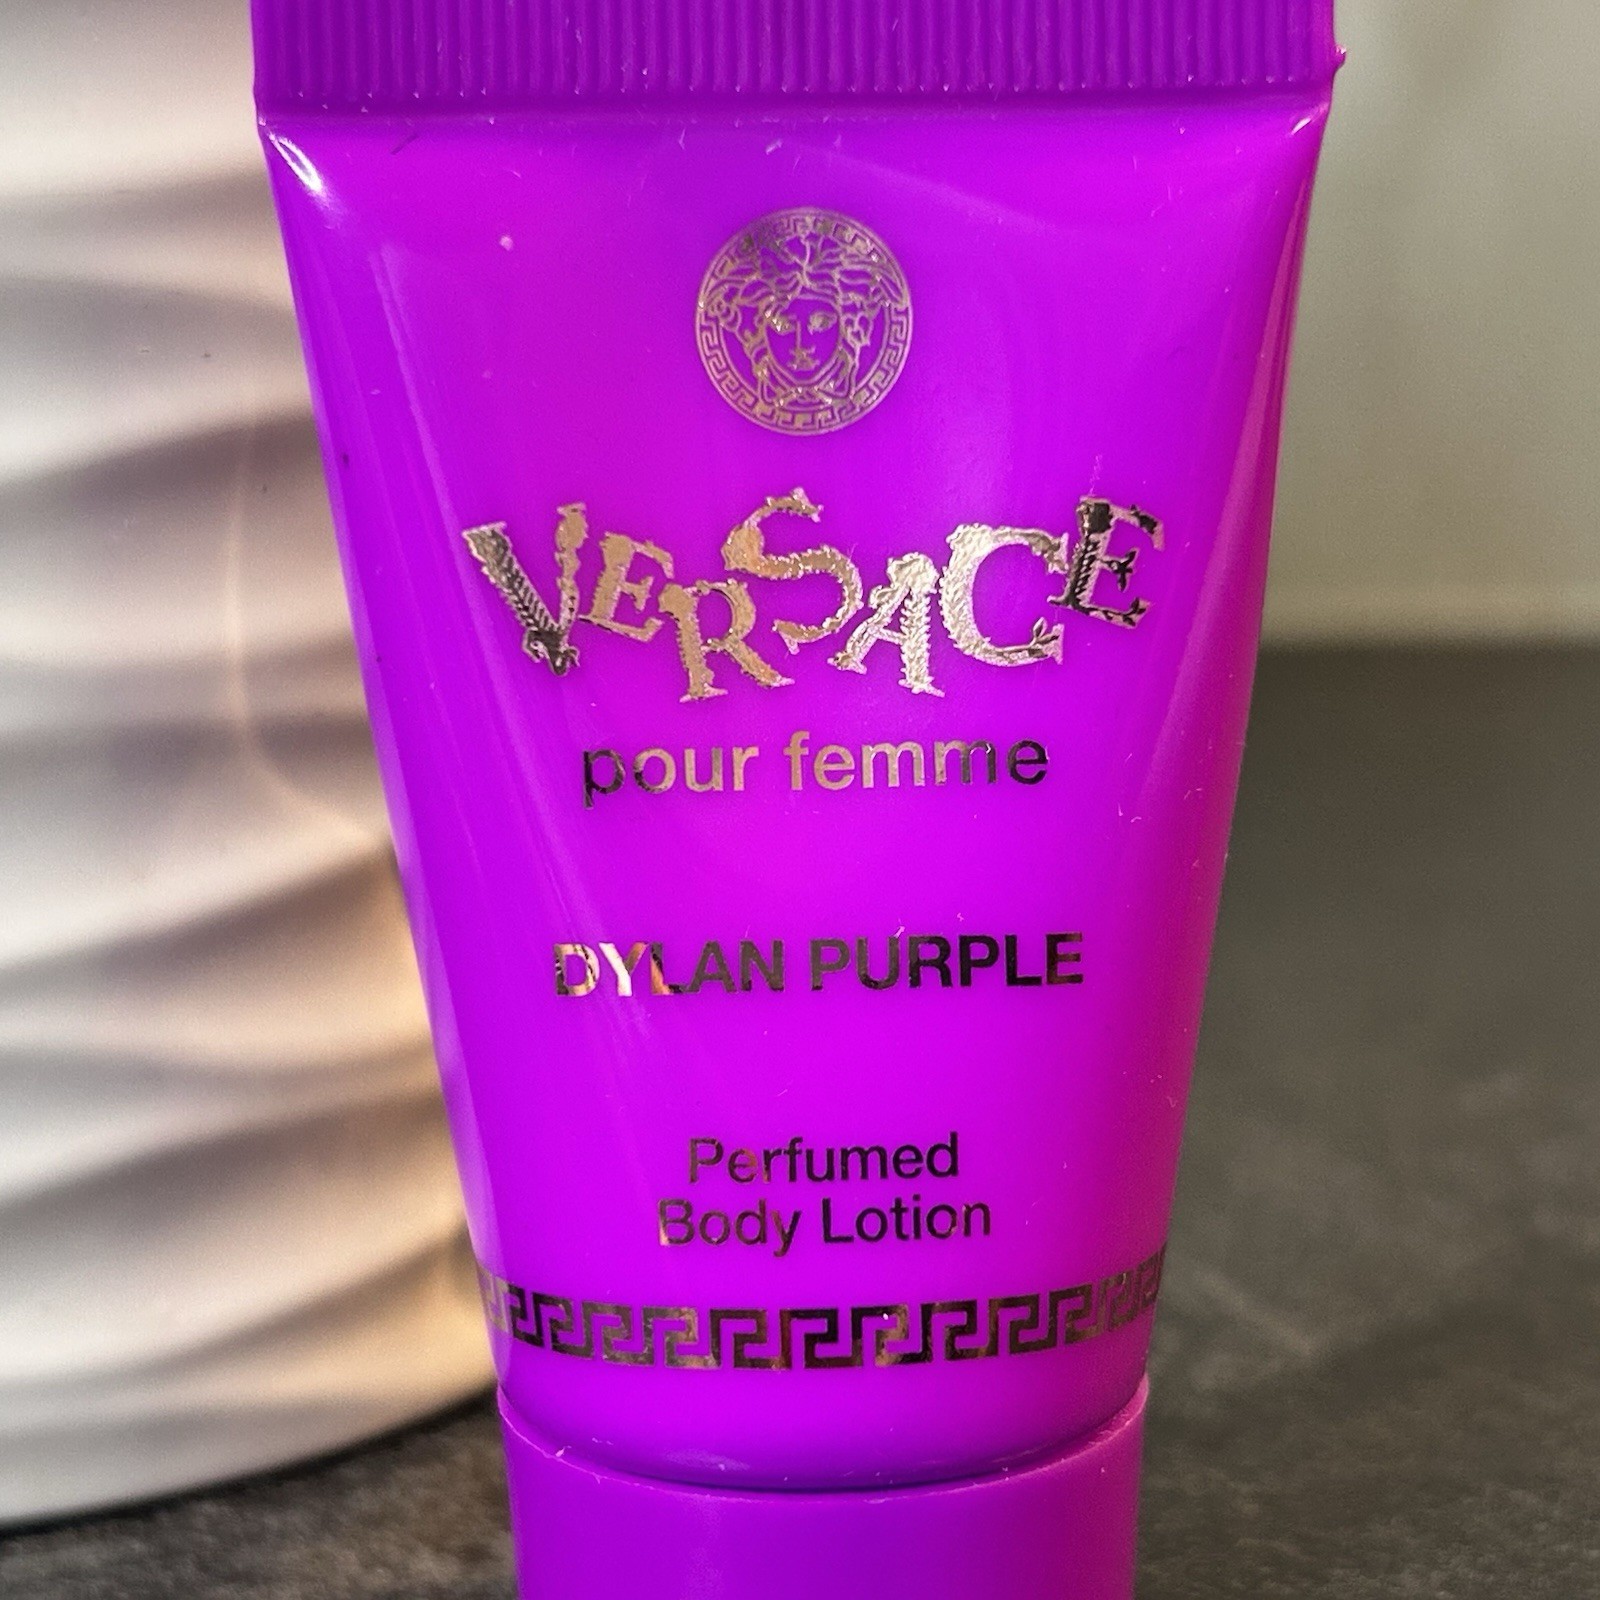 VERSACE
pour femme
DYLAN PURPLE
Perfumed
Body Lotion